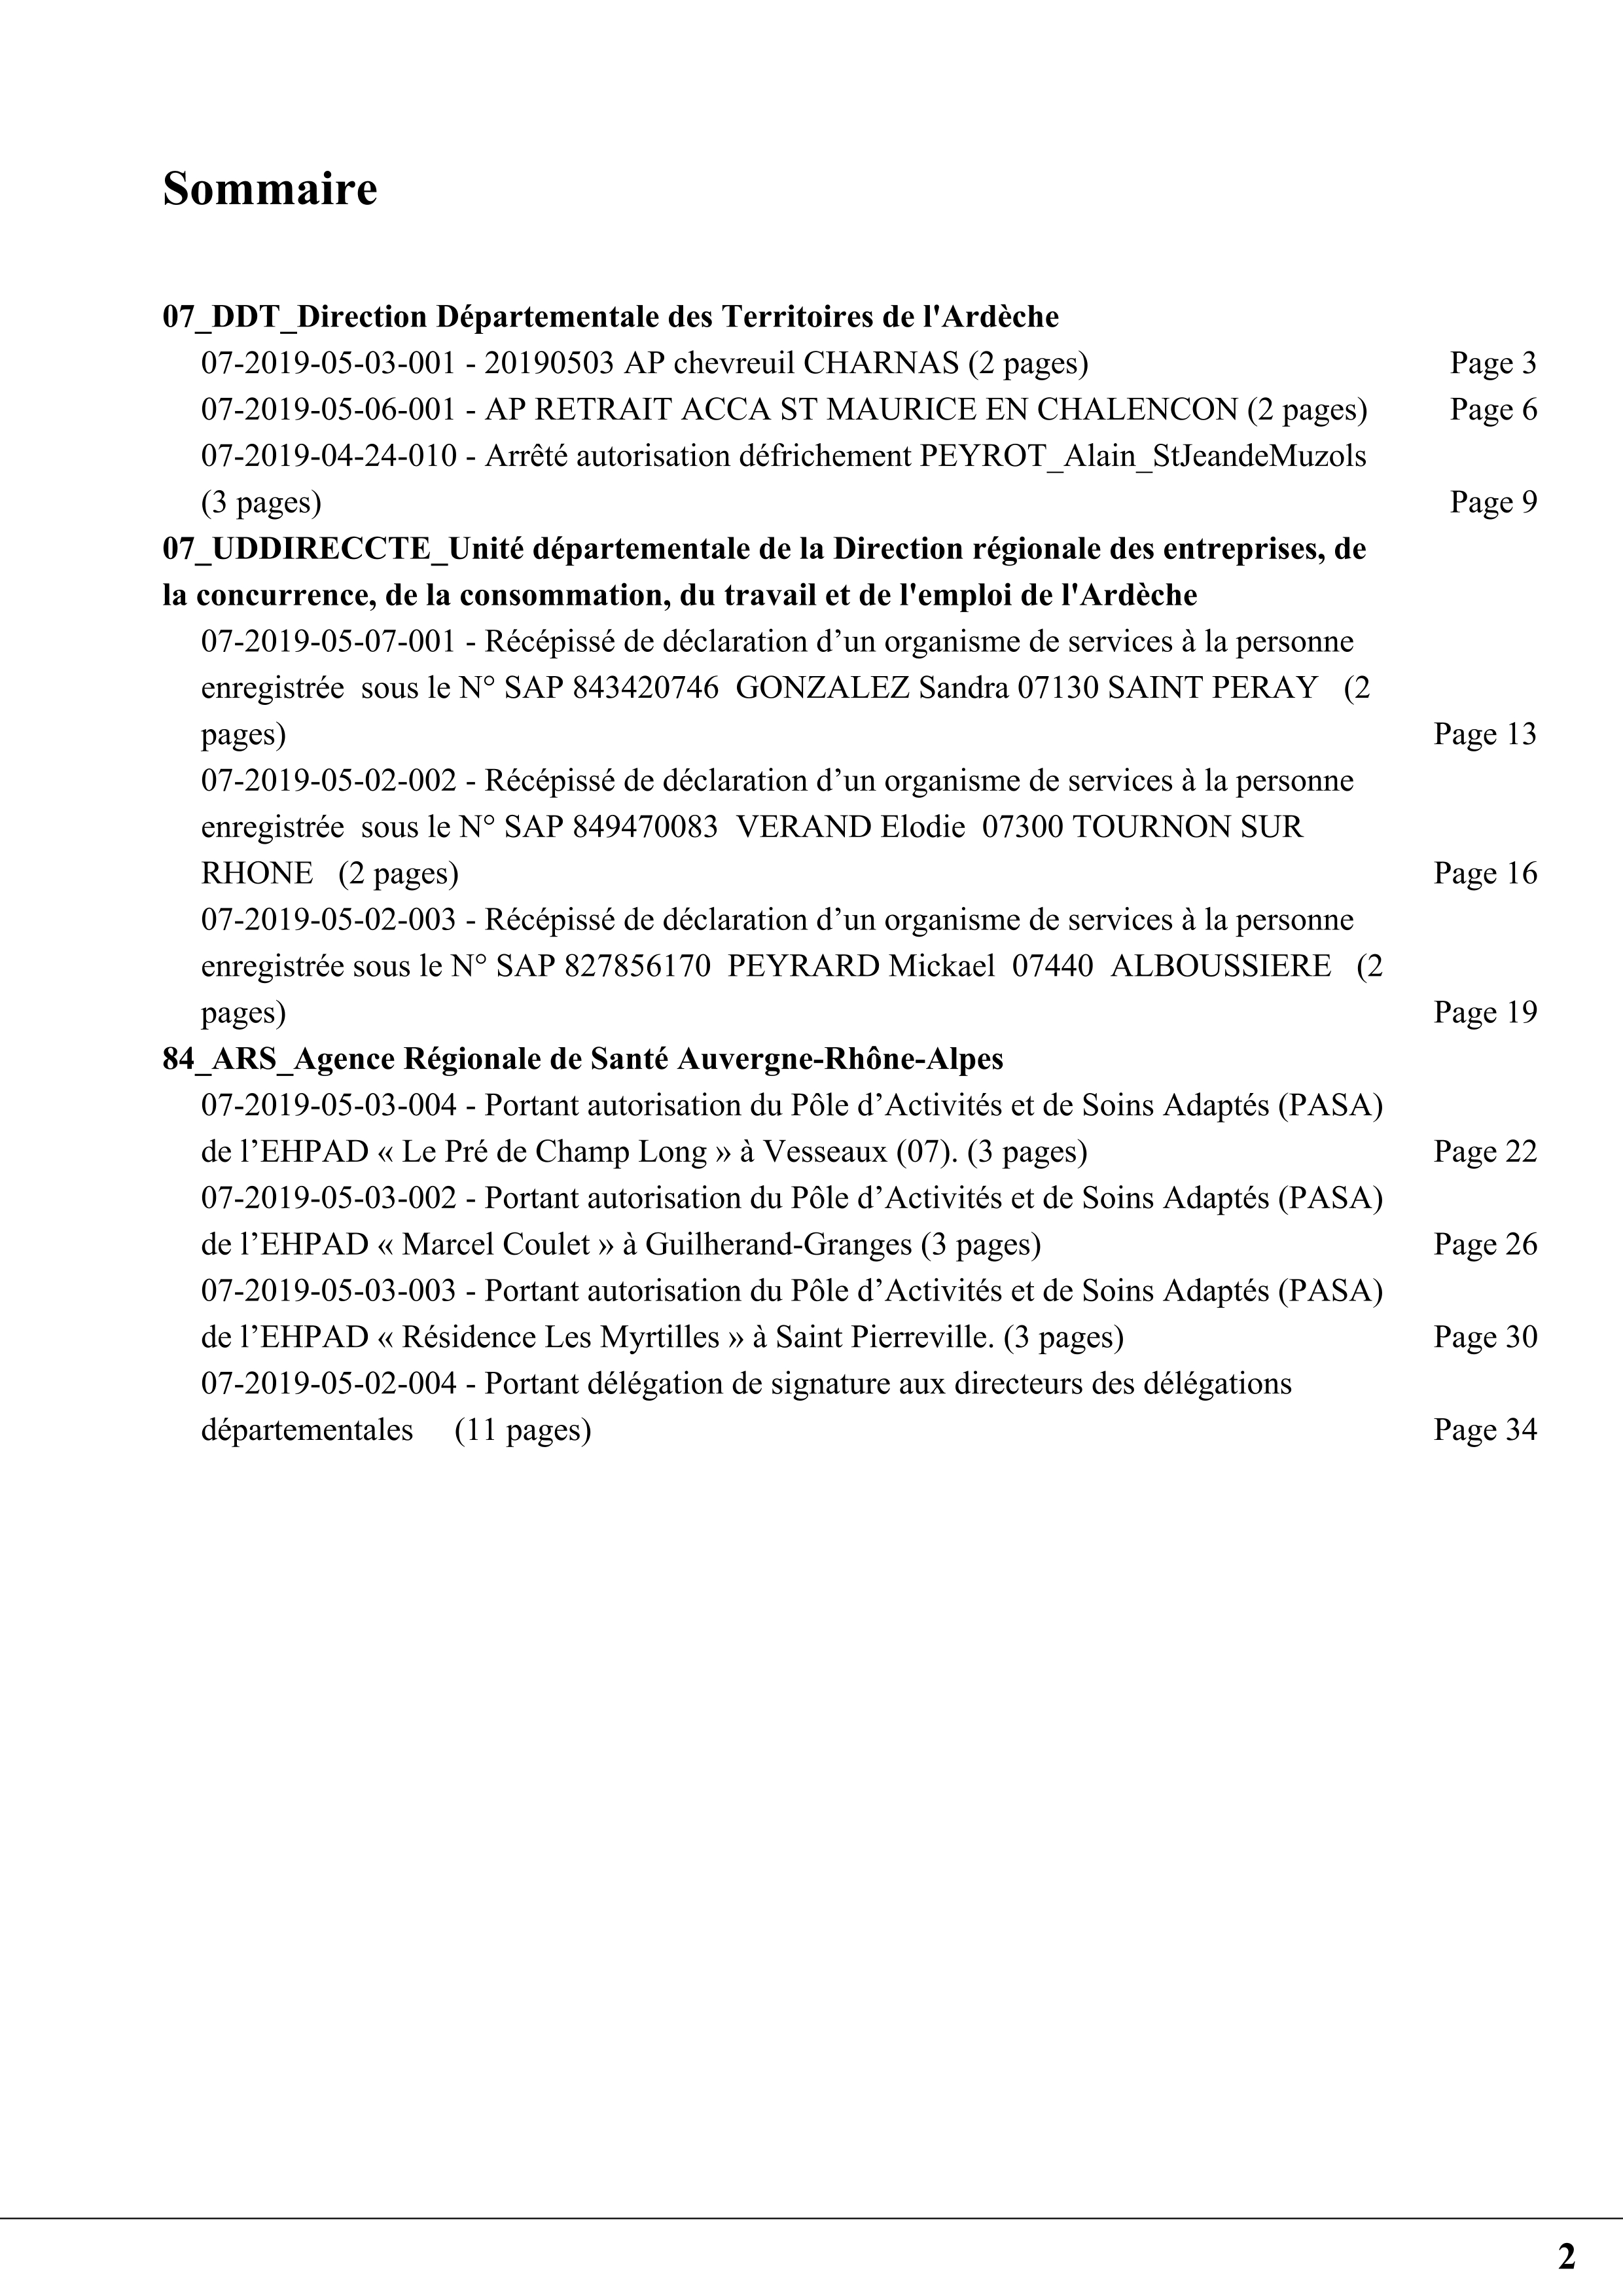 Sommaire
07_DDT_Direction Départementale des Territoires de l'Ardèche
07-2019-05-03-001 - 20190503 AP chevreuil CHARNAS (2 pages) Page 3
07-2019-05-06-001 - AP RETRAIT ACCA ST MAURICE EN CHALENCON (2 pages) Page 6
07-2019-04-24-010 - Arrêté autorisation défrichement PEYROT_Alain_StJeandeMuzols
(3 pages) Page 9
07_UDDIRECCTE_Unité départementale de la Direction régionale des entreprises, de
la concurrence, de la consommation, du travail et de l'emploi de l'Ardèche
07-2019-05-07-001 - Récépissé de déclaration d’un organisme de services à la personne
enregistrée  sous le N° SAP 843420746  GONZALEZ Sandra 07130 SAINT PERAY   (2
pages) Page 13
07-2019-05-02-002 - Récépissé de déclaration d’un organisme de services à la personne
enregistrée  sous le N° SAP 849470083  VERAND Elodie  07300 TOURNON SUR
RHONE   (2 pages) Page 16
07-2019-05-02-003 - Récépissé de déclaration d’un organisme de services à la personne
enregistrée sous le N° SAP 827856170  PEYRARD Mickael  07440  ALBOUSSIERE   (2
pages) Page 19
84_ARS_Agence Régionale de Santé Auvergne-Rhône-Alpes
07-2019-05-03-004 - Portant autorisation du Pôle d’Activités et de Soins Adaptés (PASA)
de l’EHPAD « Le Pré de Champ Long » à Vesseaux (07). (3 pages) Page 22
07-2019-05-03-002 - Portant autorisation du Pôle d’Activités et de Soins Adaptés (PASA)
de l’EHPAD « Marcel Coulet » à Guilherand-Granges (3 pages) Page 26
07-2019-05-03-003 - Portant autorisation du Pôle d’Activités et de Soins Adaptés (PASA)
de l’EHPAD « Résidence Les Myrtilles » à Saint Pierreville. (3 pages) Page 30
07-2019-05-02-004 - Portant délégation de signature aux directeurs des délégations
départementales     (11 pages) Page 34
2